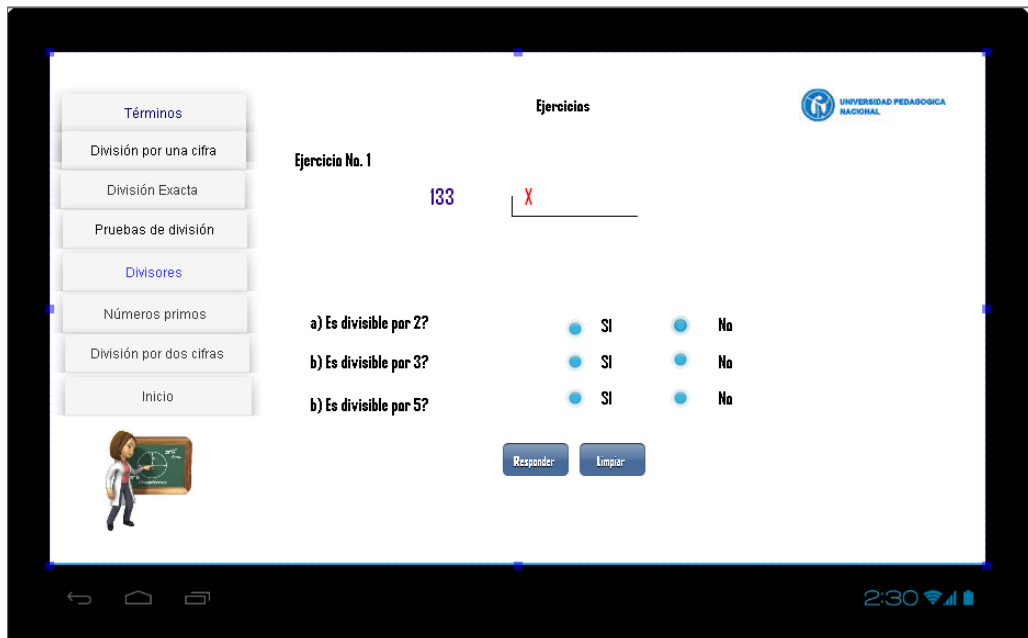 Términos
División por una cifra
División Exacta
Pruebas de división
Divisores
Números primos
División por dos cifras
Inicio
Ejercicios
UNIVERSIDAD PEDAGOGICA
NACIONAL
Ejercicio No. 1
133 X
a) Es divisible por 2? SI No
b) Es divisible por 3? SI No
b) Es divisible por 5? SI No
Responder Limpiar
2:30